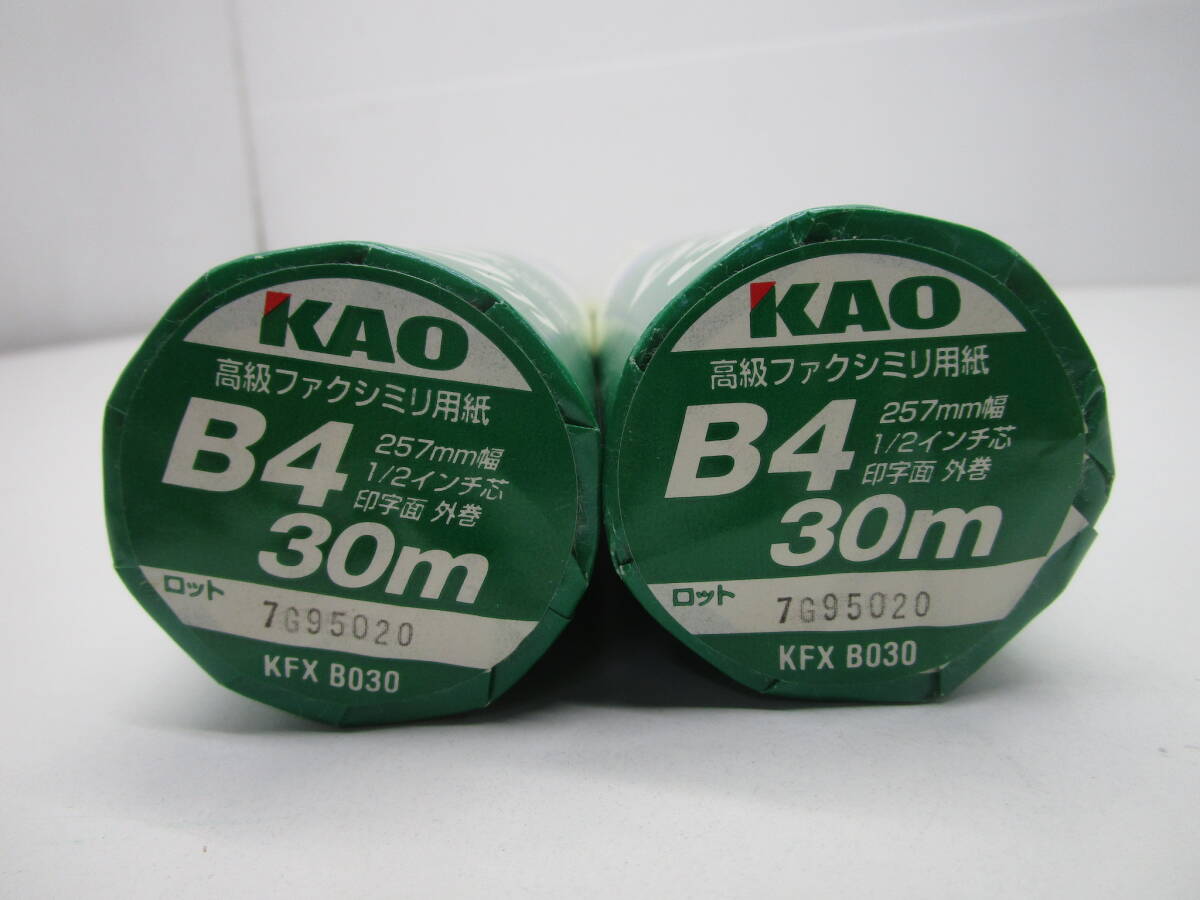 KAO
高級ファクシミリ用紙
B4
257mm幅
1/2インチ芯
印字面 外巻
30m
ロット 7G95020
KFX B030
KAO
高級ファクシミリ用紙
B4
257mm幅
1/2インチ芯
印字面 外巻
30m
ロット 7G95020
KFX B030